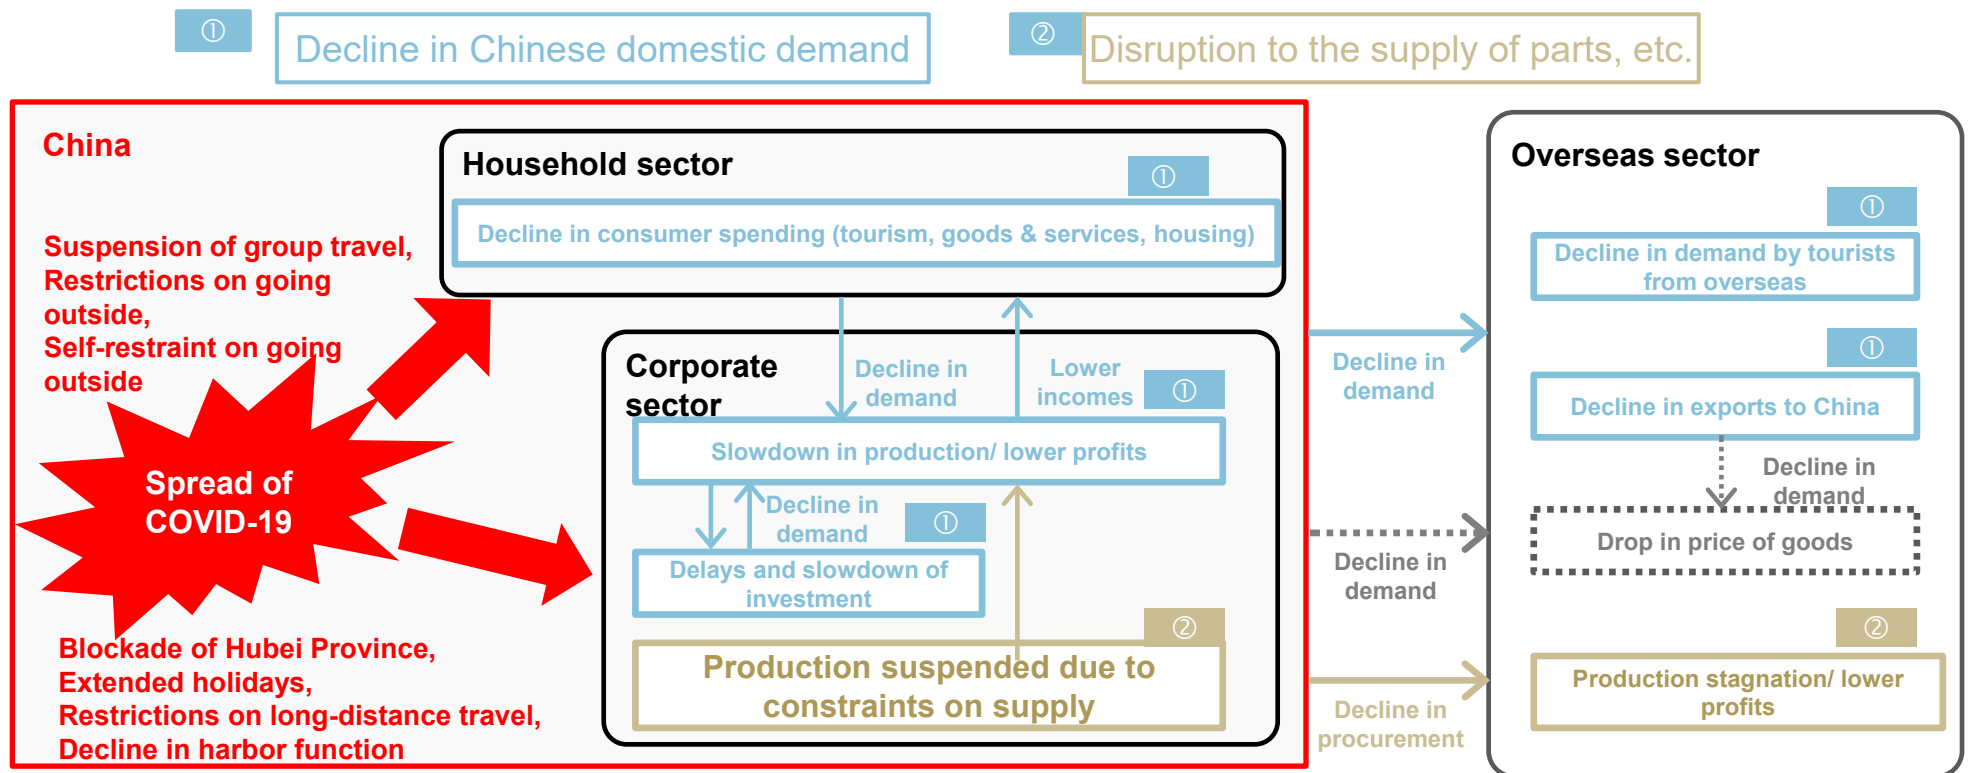 ①
Decline in Chinese domestic demand
②
Disruption to the supply of parts, etc.
China
Suspension of group travel,
Restrictions on going
outside,
Self-restraint on going
outside
Spread of
COVID-19
Blockade of Hubei Province,
Extended holidays,
Restrictions on long-distance travel,
Decline in harbor function
Household sector
①
Decline in consumer spending (tourism, goods & services, housing)
Corporate
sector
Decline in
demand
Lower
incomes
①
Slowdown in production/ lower profits
Decline in
demand
①
Delays and slowdown of
investment
②
Production suspended due to
constraints on supply
Decline in
demand
Decline in
demand
Decline in
procurement
Overseas sector
①
Decline in demand by tourists
from overseas
①
Decline in exports to China
Decline in
demand
Drop in price of goods
②
Production stagnation/ lower
profits